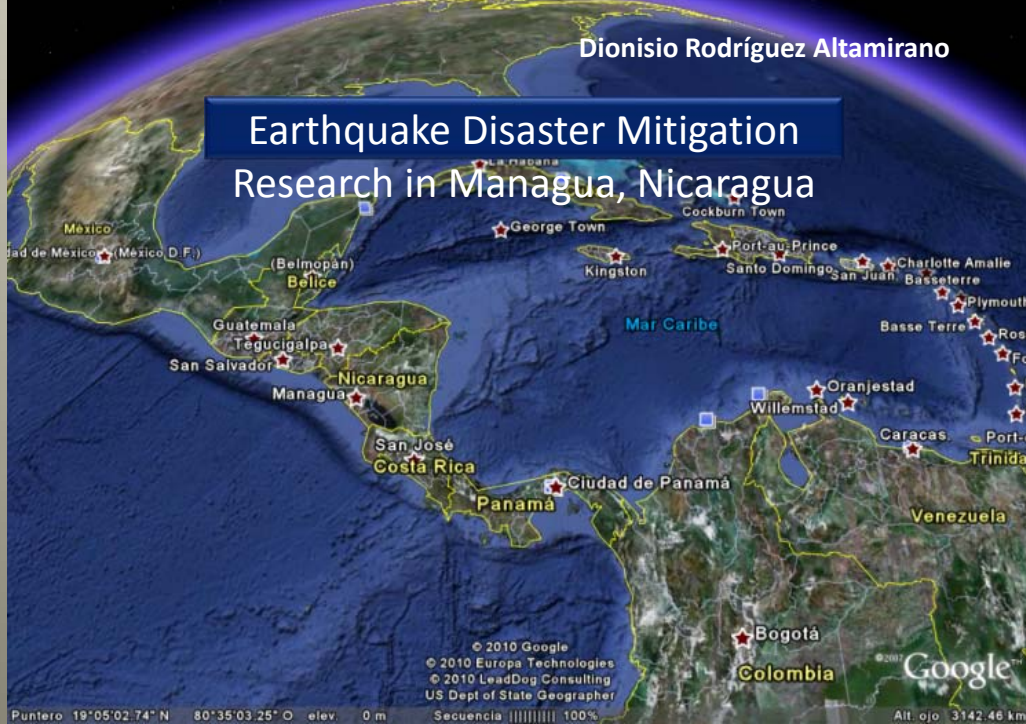 Dionisio Rodríguez Altamirano
Earthquake Disaster Mitigation
Research in Managua, Nicaragua
La Habana
Cockburn Town
México
George Town
(México D.F.)
Port-au-Prince
Kingston
Santo Domingo
San Juan
Charlotte Amalie
Basseterre
(Belmopán)
Belice
Plymouth
Guatemala
Mar Caribe
Basse Terre
Tegucigalpa
San Salvador
Nicaragua
Managua
Oranjestad
Willemstad
San José
Caracas
Costa Rica
Ciudad de Panamá
Panamá
Venezuela
Bogotá
Colombia
© 2010 Google
© 2010 Europa Technologies
© 2010 LeadDog Consulting
US Dept of State Geographer
©2007 Google™
Puntero 19°05'02.74" N 80°35'03.25" O elev. 0 m Secuencia |||||||||| 100% Alt. ojo 3142.46 km